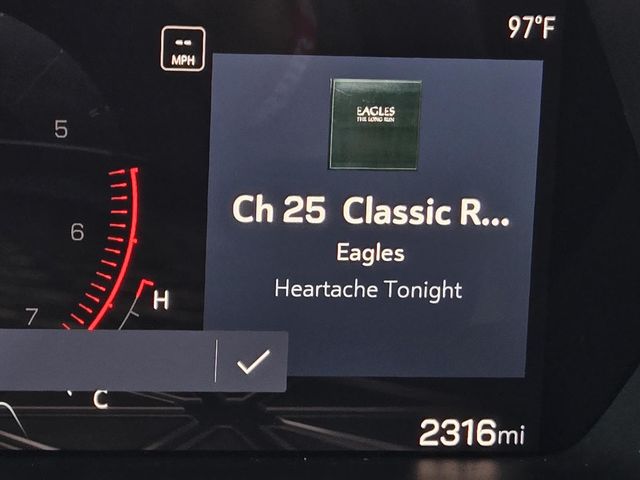 97°F
--
MPH
EAGLES
THE LONG RUN
5
Ch 25 Classic R...
6
Eagles
Heartache Tonight
H
7
C
2316mi